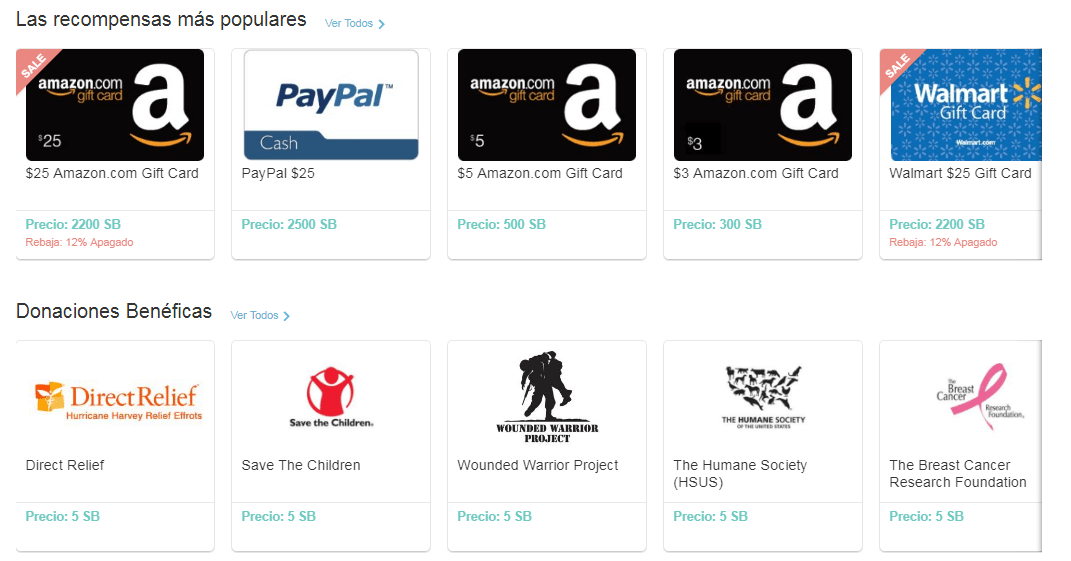 Las recompensas más populares Ver Todos
SALE
amazon.com
gift card
a
$25
$25 Amazon.com Gift Card
Precio: 2200 SB
Rebaja: 12% Apagado
PayPal™
Cash
PayPal $25
Precio: 2500 SB
amazon.com
gift card
a
$5
$5 Amazon.com Gift Card
Precio: 500 SB
amazon.com
gift card
a
$3
$3 Amazon.com Gift Card
Precio: 300 SB
SALE
Walmart
Gift Card
Walmart.com
Walmart $25 Gift Card
Precio: 2200 SB
Rebaja: 12% Apagado
Donaciones Benéficas Ver Todos
DirectRelief
Hurricane Harvey Relief Effrots
Direct Relief
Precio: 5 SB
Save the Children.
Save The Children
Precio: 5 SB
WOUNDED WARRIOR
PROJECT
Wounded Warrior Project
Precio: 5 SB
THE HUMANE SOCIETY
OF THE UNITED STATES
The Humane Society
(HSUS)
Precio: 5 SB
The
Breast
Cancer
Research
Foundation
The Breast Cancer
Research Foundation
Precio: 5 SB